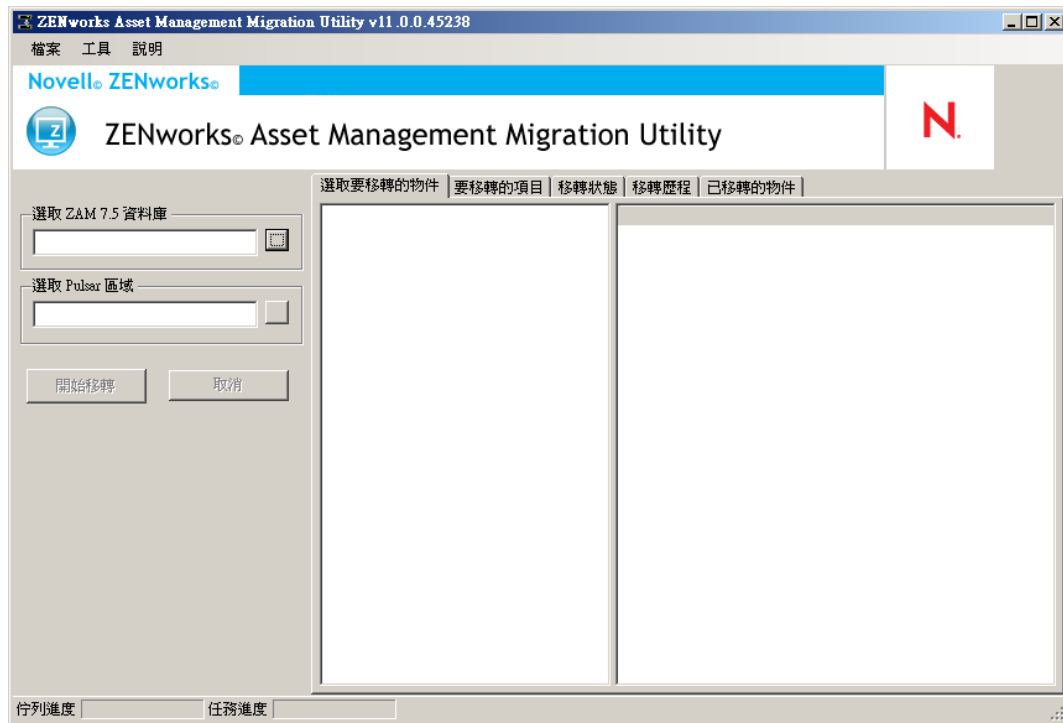 ZENworks Asset Management Migration Utility v11.0.0.45238
檔案 工具 說明
Novell© ZENworks©
Z
ZENworks© Asset Management Migration Utility
N.
選取要移轉的物件 要移轉的項目 移轉狀態 移轉歷程 已移轉的物件
選取 ZAM 7.5 資料庫
選取 Pulsar 區域
開始移轉 取消
佇列進度 任務進度